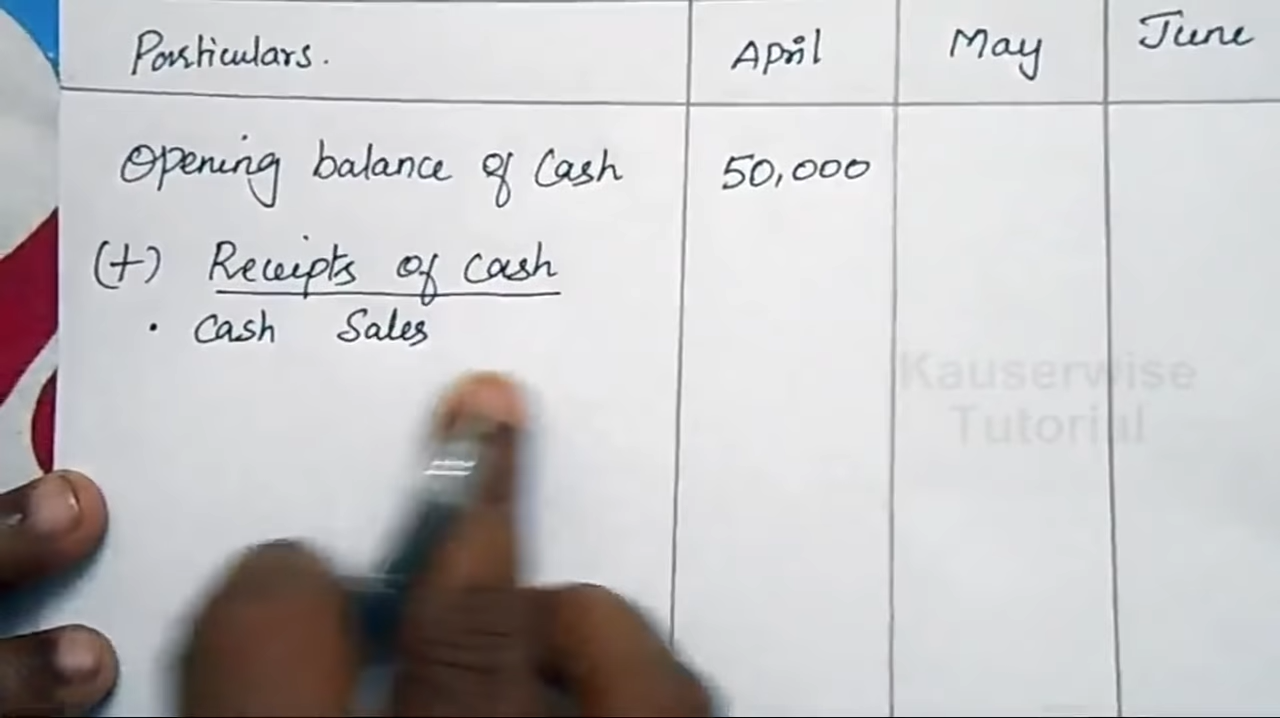 Particulars. April May June
Opening balance of Cash 50,000
(+) Receipts of cash
• Cash Sales
Kauserwise
Tutorial